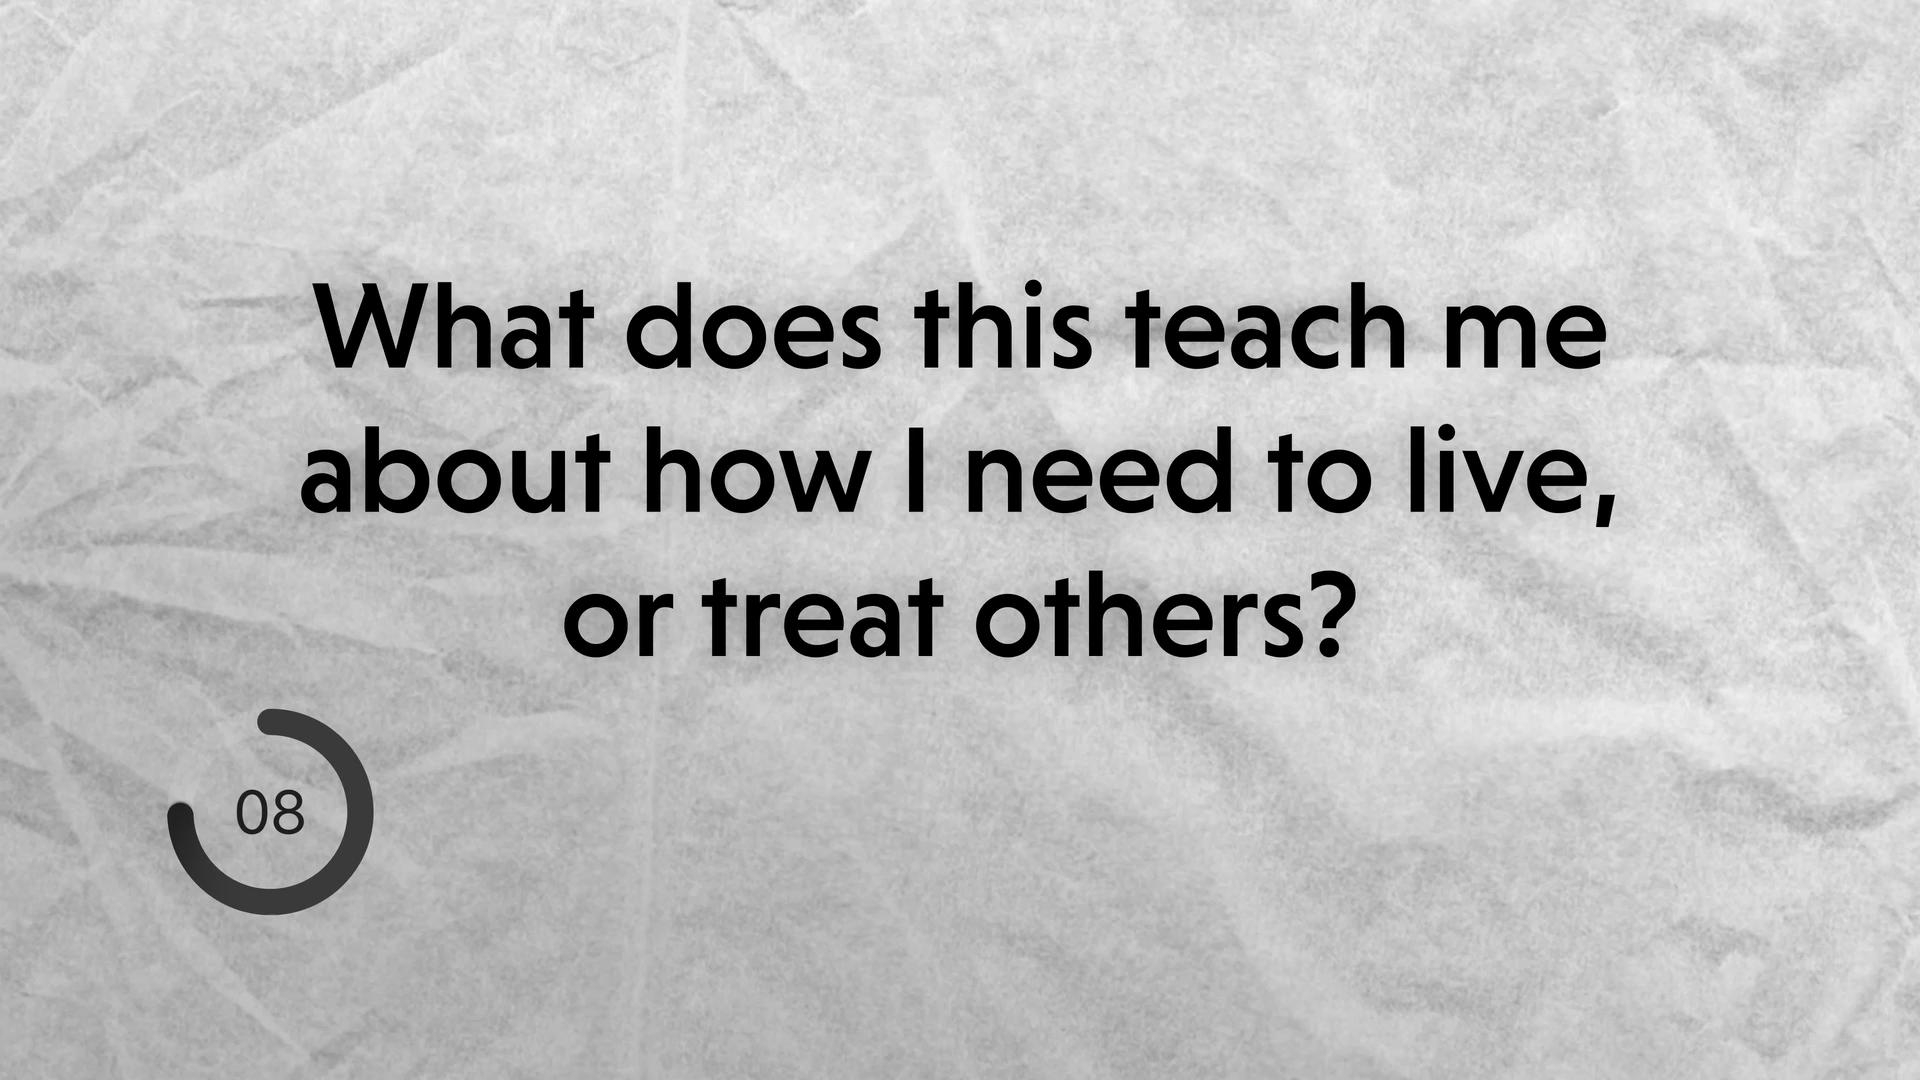 What does this teach me
about how I need to live,
or treat others?
08